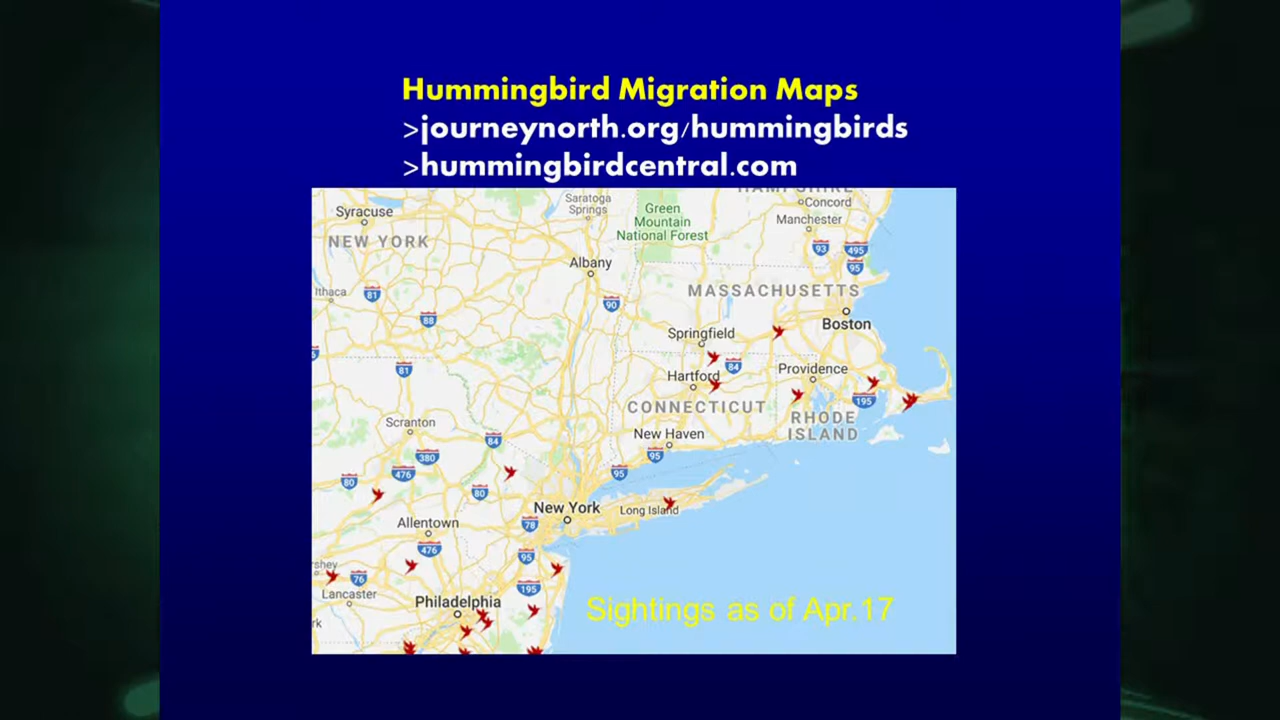 Hummingbird Migration Maps
>journeynorth.org/hummingbirds
>hummingbirdcentral.com
HAMPSHIRE
Saratoga
Springs
Concord
Green
Mountain
National Forest
Syracuse
Manchester
NEW YORK
93
495
Albany
95
Ithaca
81
MASSACHUSETTS
90
88
Boston
Springfield
81
84
Hartford
Providence
195
CONNECTICUT
RHODE
ISLAND
Scranton
New Haven
84
95
380
476
95
80
80
New York
Long Island
Allentown
78
476
95
shey
76
195
Lancaster
Philadelphia
Sightings as of Apr.17
rk